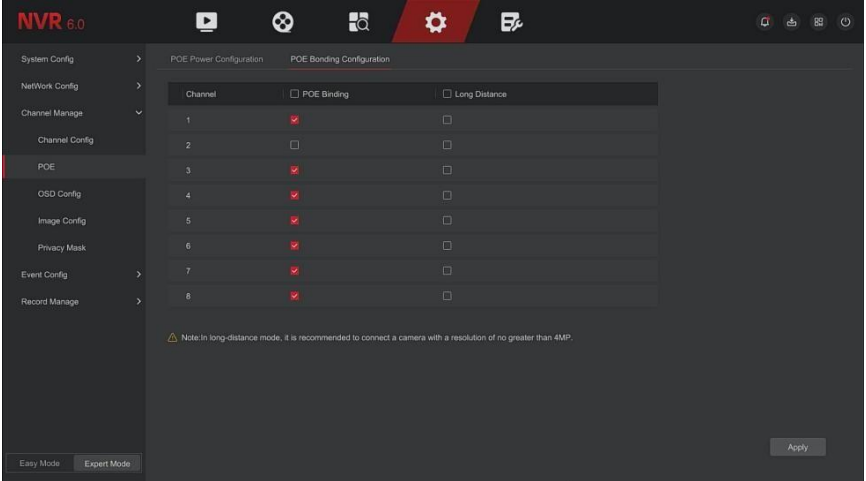 NVR 6.0
System Config
NetWork Config
Channel Manage
Channel Config
POE
OSD Config
Image Config
Privacy Mask
Event Config
Record Manage
Easy Mode Expert Mode
POE Power Configuration POE Bonding Configuration
Channel POE Binding Long Distance
1
2
3
4
5
6
7
8
Note:In long-distance mode, it is recommended to connect a camera with a resolution of no greater than 4MP.
Apply